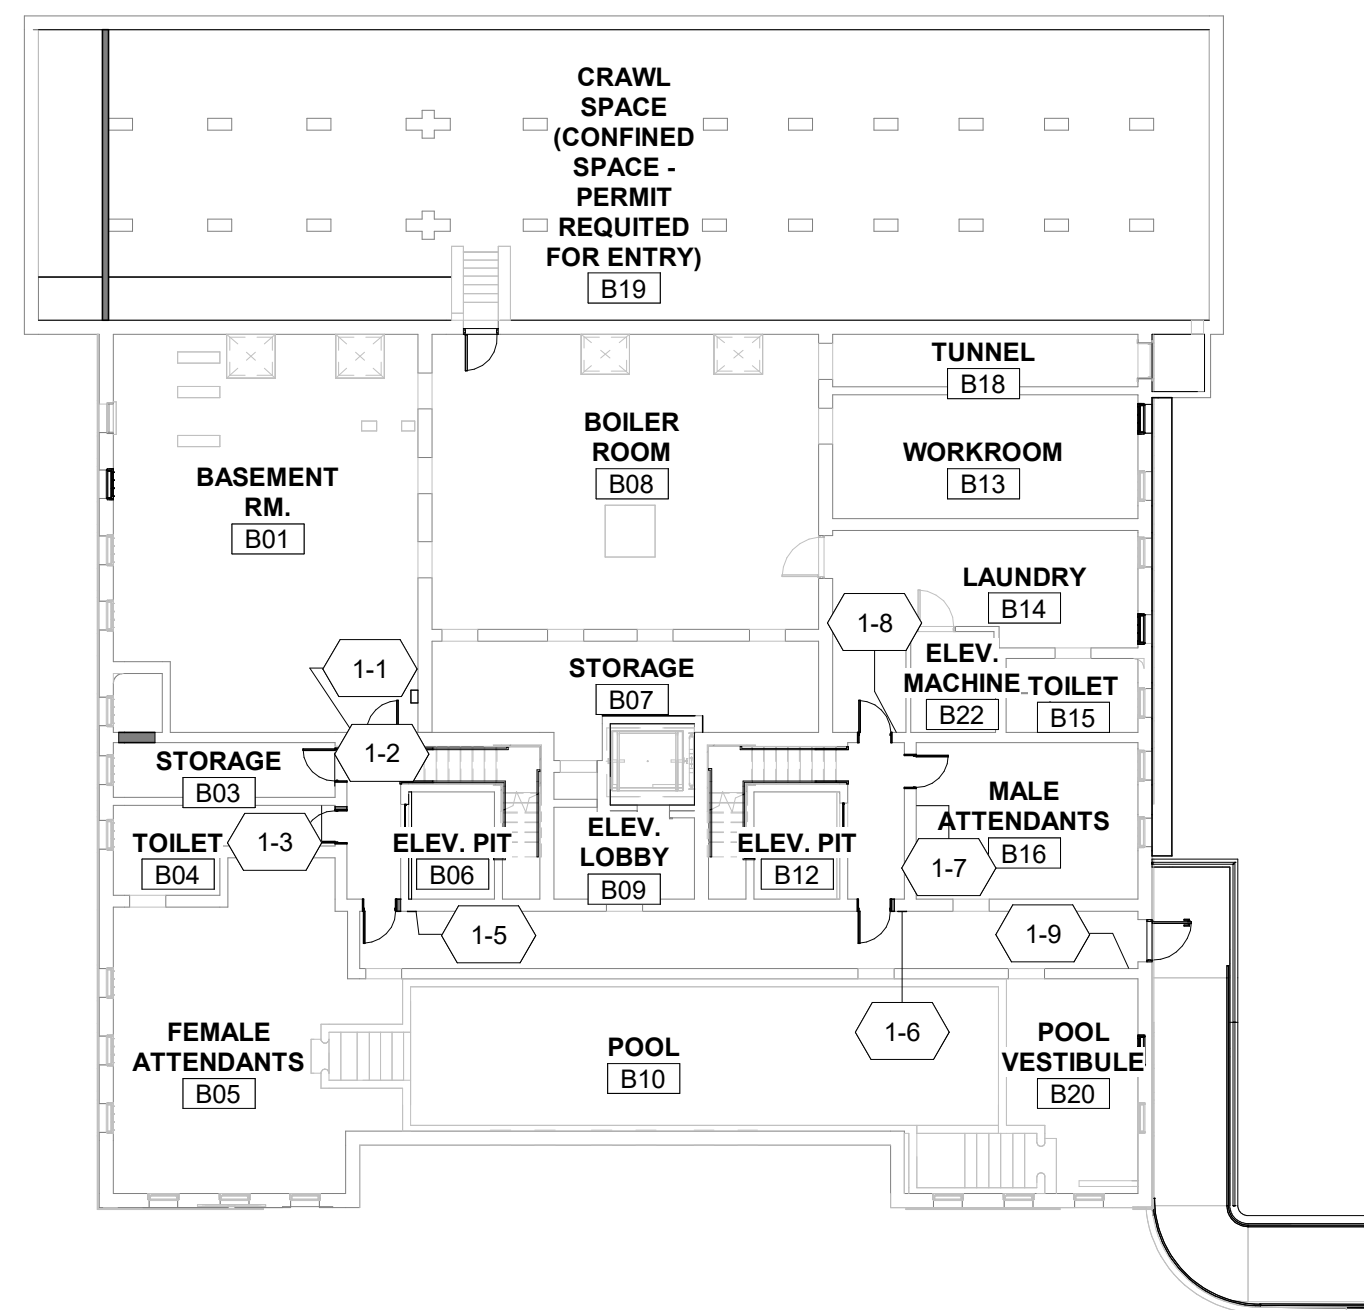 CRAWL
SPACE
(CONFINED
SPACE -
PERMIT
REQUITED
FOR ENTRY)
B19
TUNNEL
B18
BOILER
ROOM
B08
WORKROOM
B13
BASEMENT
RM.
B01
LAUNDRY
B14
1-8
1-1
STORAGE
B07
ELEV.
MACHINE
B22
TOILET
B15
1-2
STORAGE
B03
MALE
ATTENDANTS
B16
TOILET
B04
1-3
ELEV. PIT
B06
ELEV.
LOBBY
B09
ELEV. PIT
B12
1-7
1-5
1-9
1-6
FEMALE
ATTENDANTS
B05
POOL
B10
POOL
VESTIBULE
B20